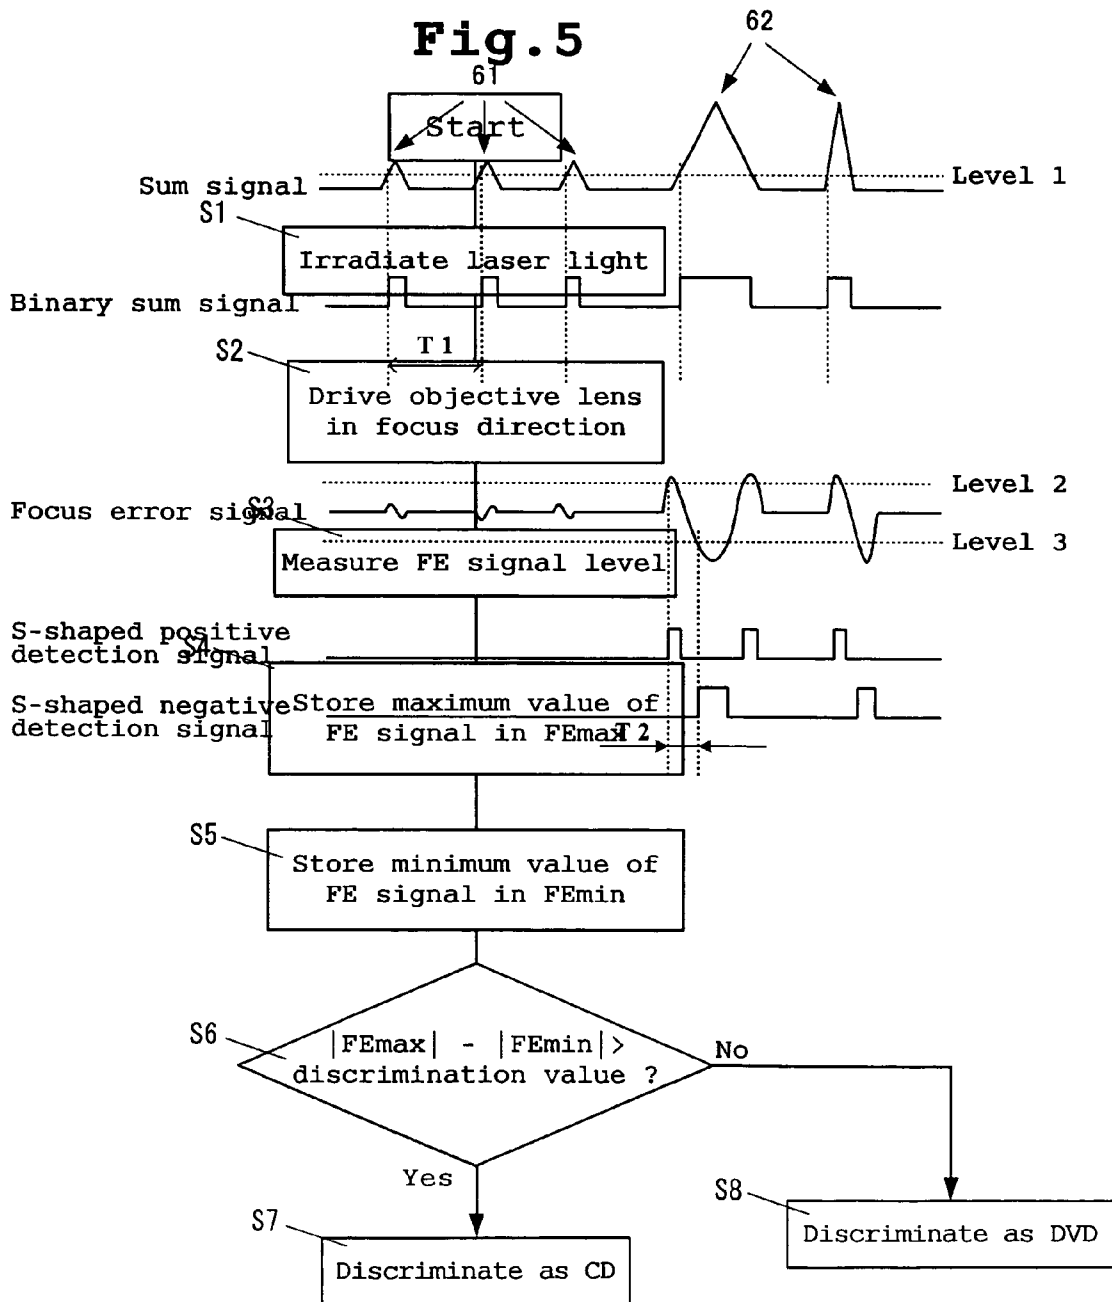 Fig.5
62
61
Start
Sum signal
Level 1
S1
Irradiate laser light
Binary sum signal
S2
T1
Drive objective lens
in focus direction
Level 2
S3
Focus error signal
Level 3
Measure FE signal level
S-shaped positive
detection signal
S4
S-shaped negative
detection signal
Store maximum value of
FE signal in FEmax
T2
S5
Store minimum value of
FE signal in FEmin
S6
|FEmax| - |FEmin|>
discrimination value ?
No
Yes
S7
Discriminate as CD
S8
Discriminate as DVD